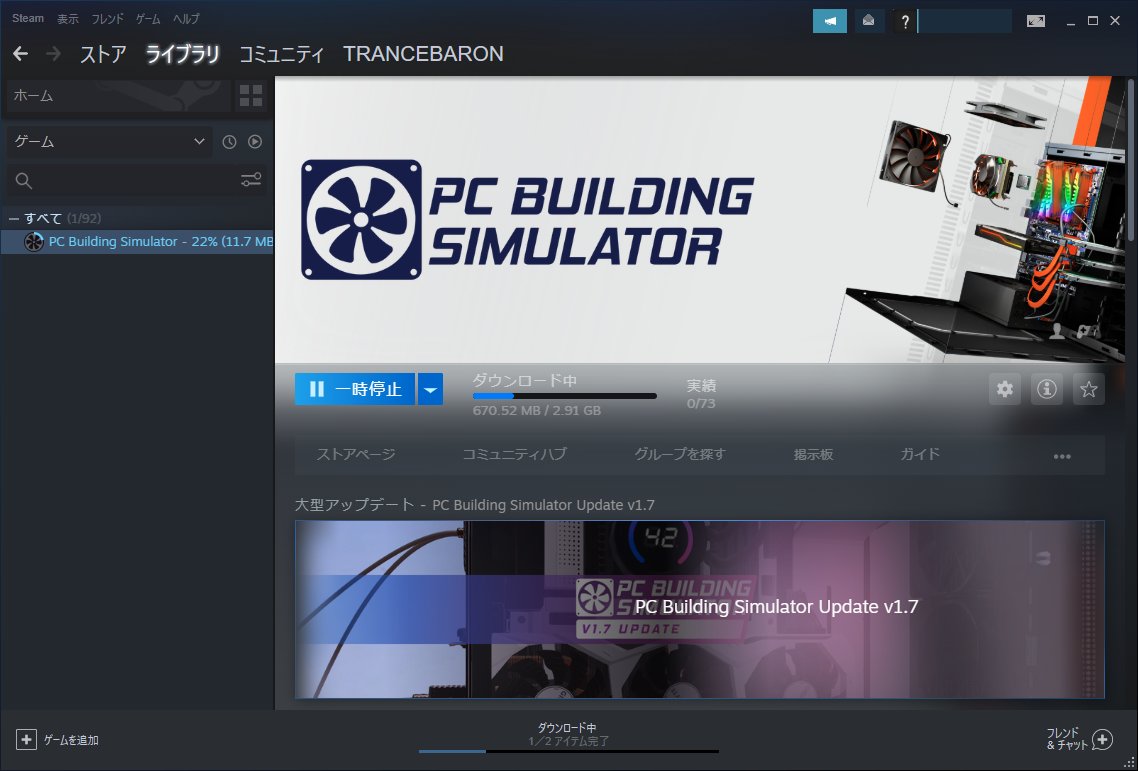 Steam 表示 フレンド ゲーム ヘルプ
?
ストア ライブラリ コミュニティ TRANCEBARON
ホーム
ゲーム
すべて (1/92)
PC Building Simulator - 22% (11.7 MB
PC BUILDING
SIMULATOR
一時停止
ダウンロード中
670.52 MB / 2.91 GB
実績
0/73
ストアページ コミュニティハブ グループを探す 掲示板 ガイド
大型アップデート - PC Building Simulator Update v1.7
42
PC BUILDING
PC Building Simulator Update v1.7
V1.7 UPDATE
ゲームを追加
ダウンロード中
1／2 アイテム完了
フレンド
& チャット